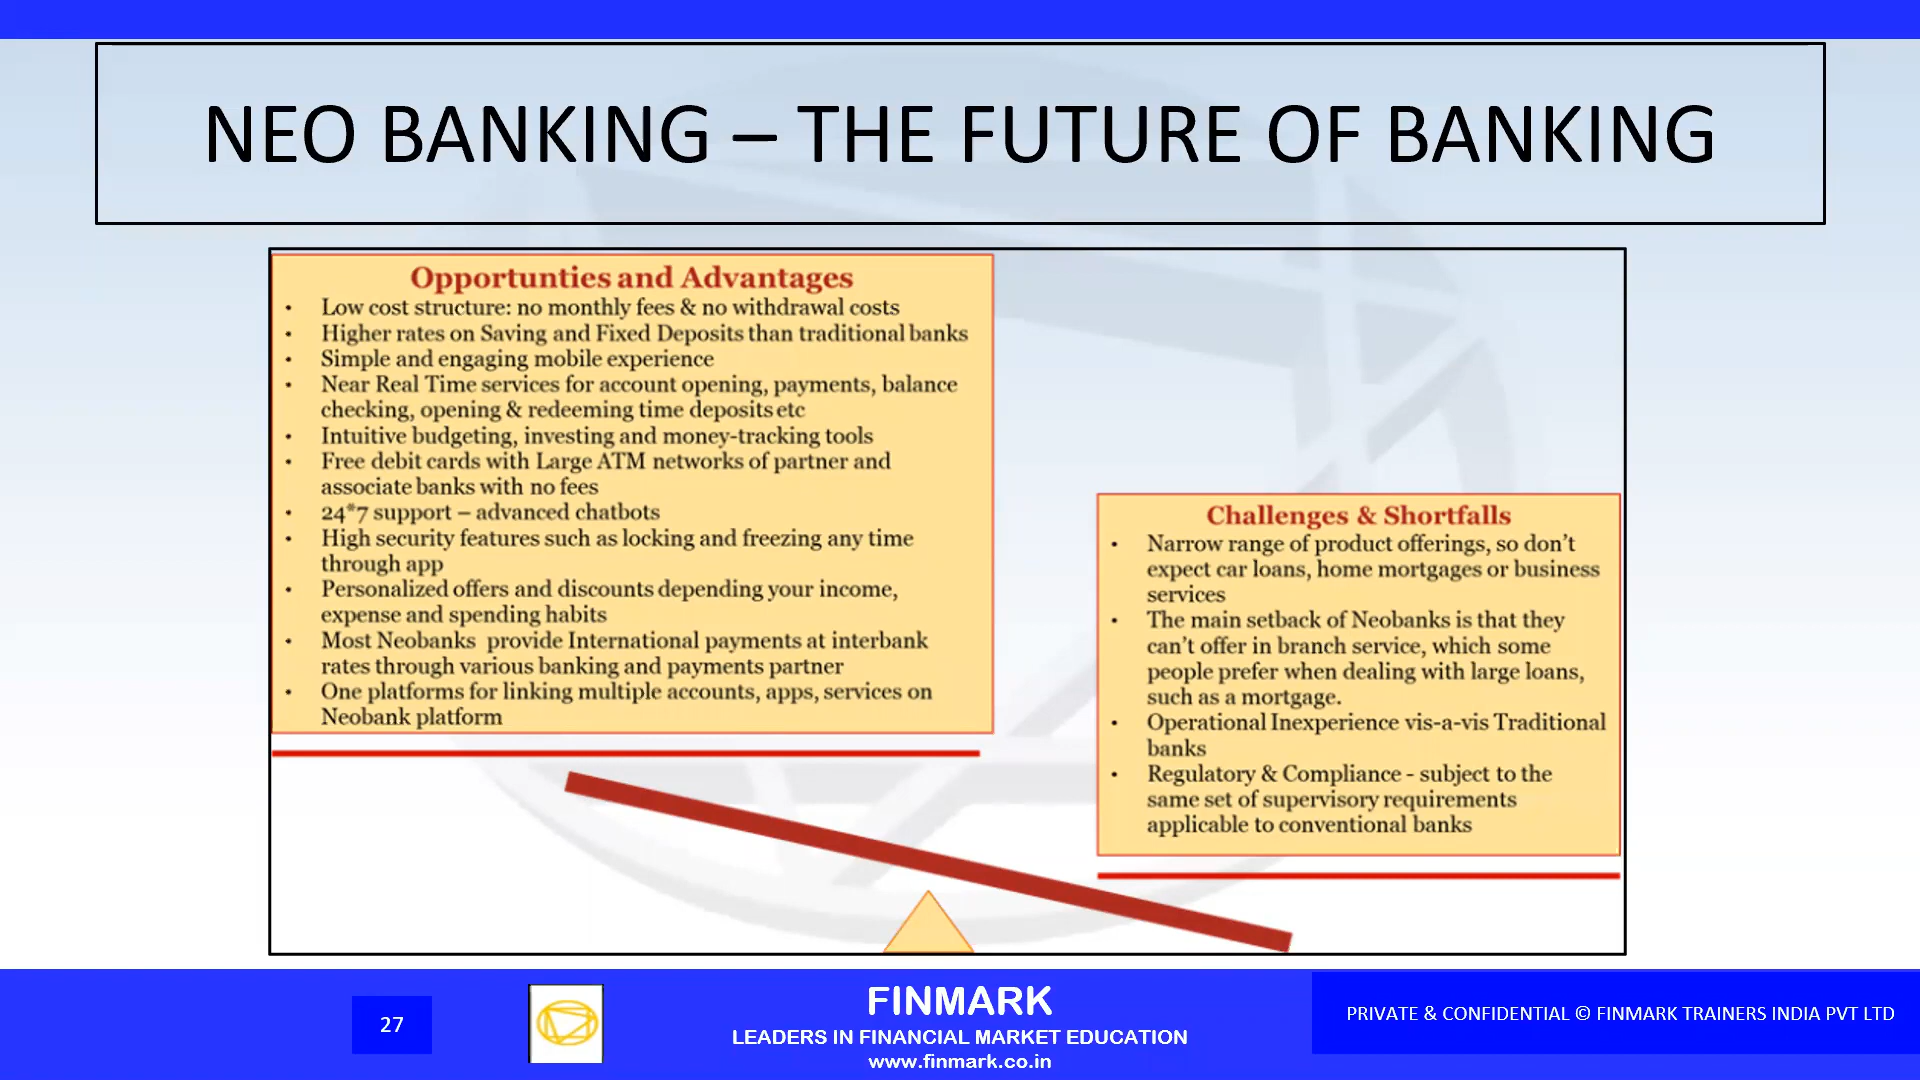 NEO BANKING – THE FUTURE OF BANKING
Opportunties and Advantages
• Low cost structure: no monthly fees & no withdrawal costs
• Higher rates on Saving and Fixed Deposits than traditional banks
• Simple and engaging mobile experience
• Near Real Time services for account opening, payments, balance
checking, opening & redeeming time deposits etc
• Intuitive budgeting, investing and money-tracking tools
• Free debit cards with Large ATM networks of partner and
associate banks with no fees
• 24*7 support – advanced chatbots
• High security features such as locking and freezing any time
through app
• Personalized offers and discounts depending your income,
expense and spending habits
• Most Neobanks provide International payments at interbank
rates through various banking and payments partner
• One platforms for linking multiple accounts, apps, services on
Neobank platform
Challenges & Shortfalls
• Narrow range of product offerings, so don't
expect car loans, home mortgages or business
services
• The main setback of Neobanks is that they
can't offer in branch service, which some
people prefer when dealing with large loans,
such as a mortgage.
• Operational Inexperience vis-a-vis Traditional
banks
• Regulatory & Compliance - subject to the
same set of supervisory requirements
applicable to conventional banks
27
FINMARK
LEADERS IN FINANCIAL MARKET EDUCATION
www.finmark.co.in
PRIVATE & CONFIDENTIAL © FINMARK TRAINERS INDIA PVT LTD